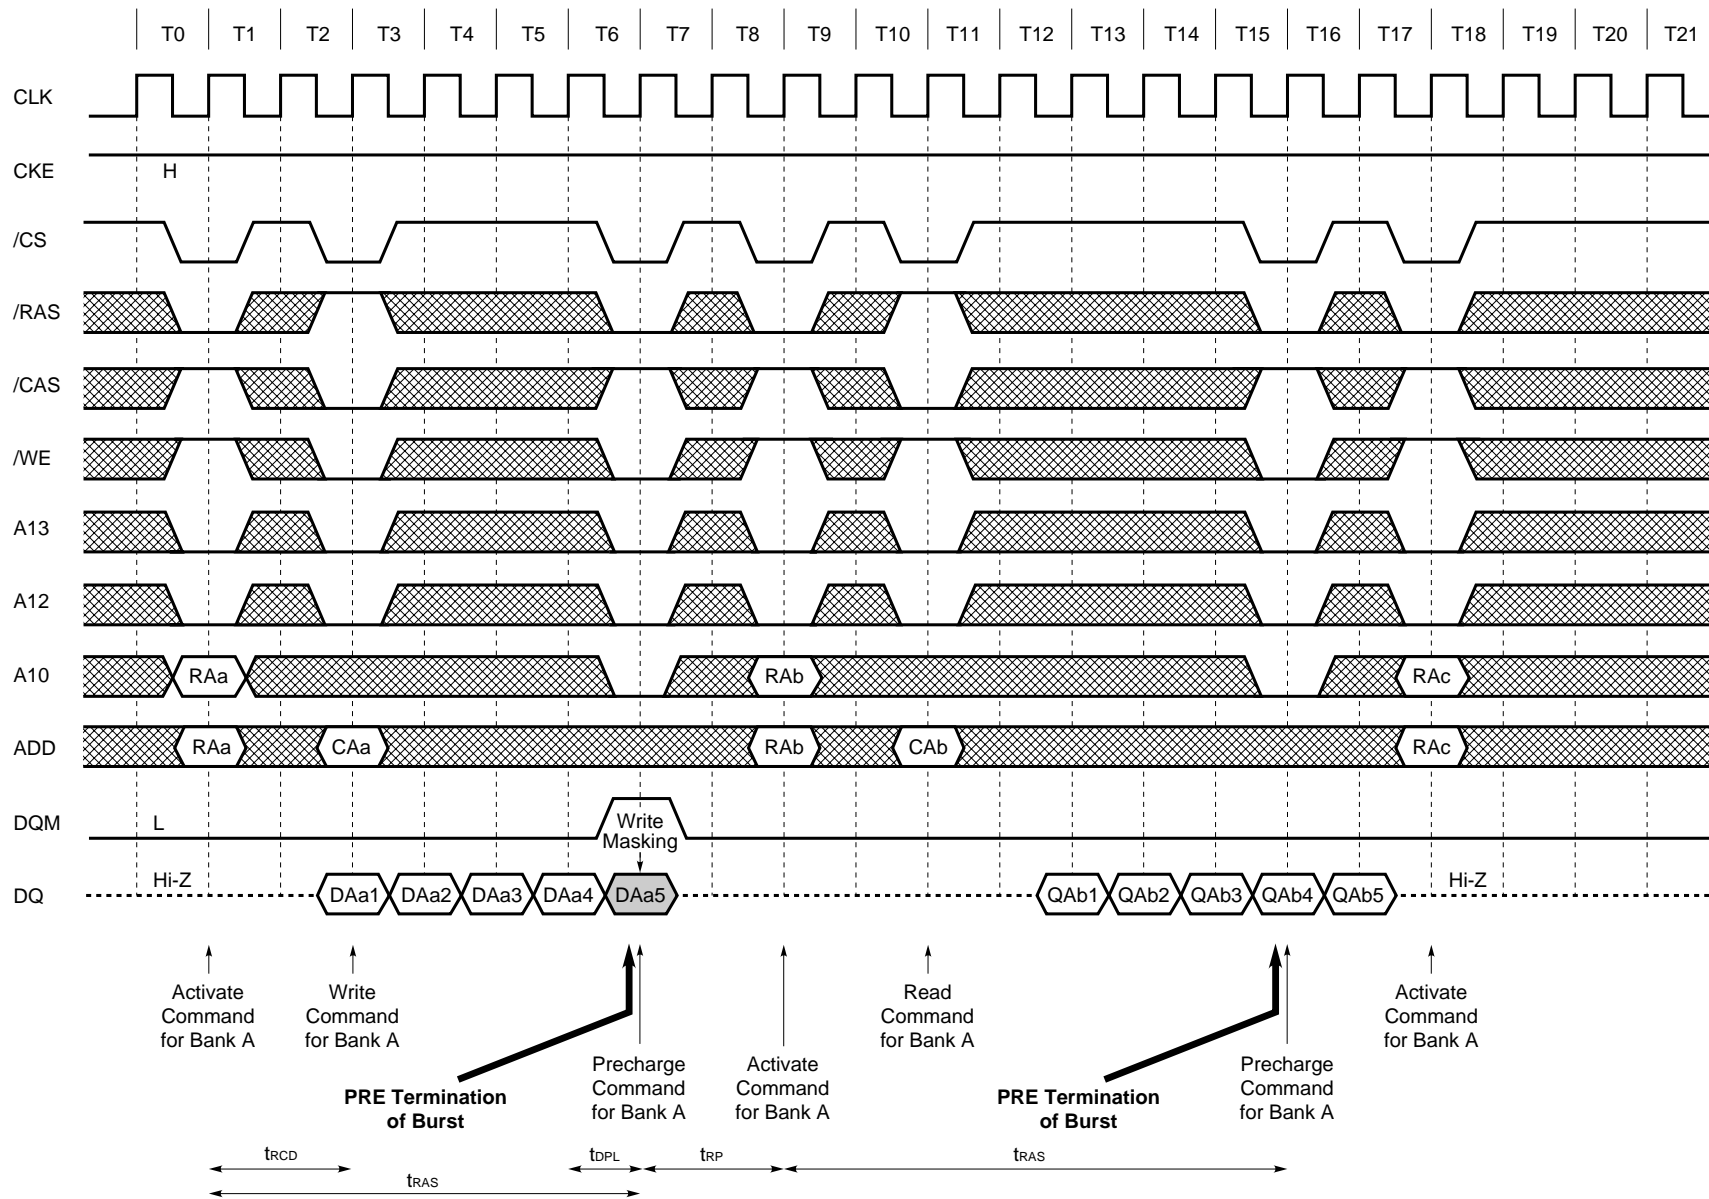 T0 T1 T2 T3 T4 T5 T6 T7 T8 T9 T10 T11 T12 T13 T14 T15 T16 T17 T18 T19 T20 T21
CLK
CKE H
/CS
/RAS
/CAS
/WE
A13
A12
A10 RAa RAb RAc
ADD RAa CAa RAb CAb RAc
DQM L Write
Masking
DQ Hi-Z DAa1 DAa2 DAa3 DAa4 DAa5 QAb1 QAb2 QAb3 QAb4 QAb5 Hi-Z
Activate
Command
for Bank A
Write
Command
for Bank A
PRE Termination
of Burst
Precharge
Command
for Bank A
Activate
Command
for Bank A
Read
Command
for Bank A
PRE Termination
of Burst
Precharge
Command
for Bank A
Activate
Command
for Bank A
tRCD tDPL tRP tRAS
tRAS